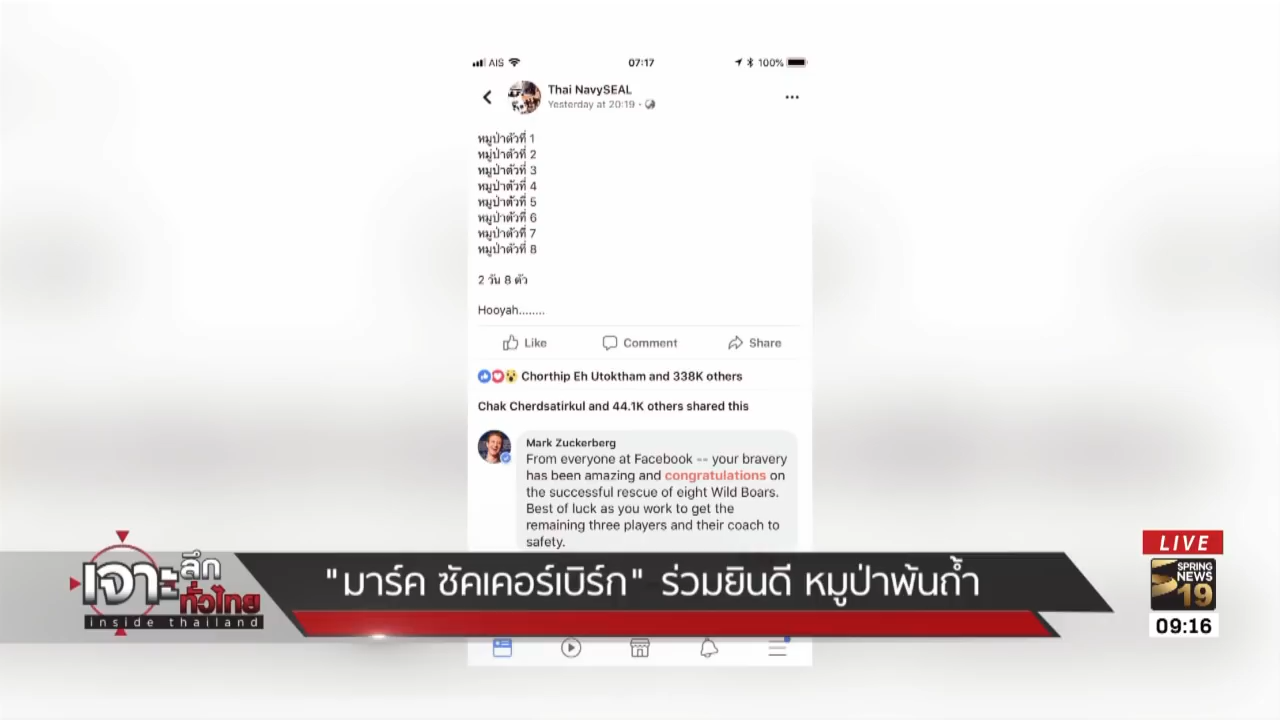 AIS 07:17 100%
Thai NavySEAL
Yesterday at 20:19
หมูป่าตัวที่ 1
หมูป่าตัวที่ 2
หมูป่าตัวที่ 3
หมูป่าตัวที่ 4
หมูป่าตัวที่ 5
หมูป่าตัวที่ 6
หมูป่าตัวที่ 7
หมูป่าตัวที่ 8
2 วัน 8 ตัว
Hooyah........
Like Comment Share
Chorthip Eh Utoktham and 338K others
Chak Cherdsatirkul and 44.1K others shared this
Mark Zuckerberg
From everyone at Facebook -- your bravery
has been amazing and congratulations on
the successful rescue of eight Wild Boars.
Best of luck as you work to get the
remaining three players and their coach to
safety.
เจาะลึก
ทั่วไทย
inside thailand
"มาร์ค ซัคเคอร์เบิร์ก" ร่วมยินดี หมูป่าพ้นถ้ำ
LIVE
SPRING
NEWS
19
09:16